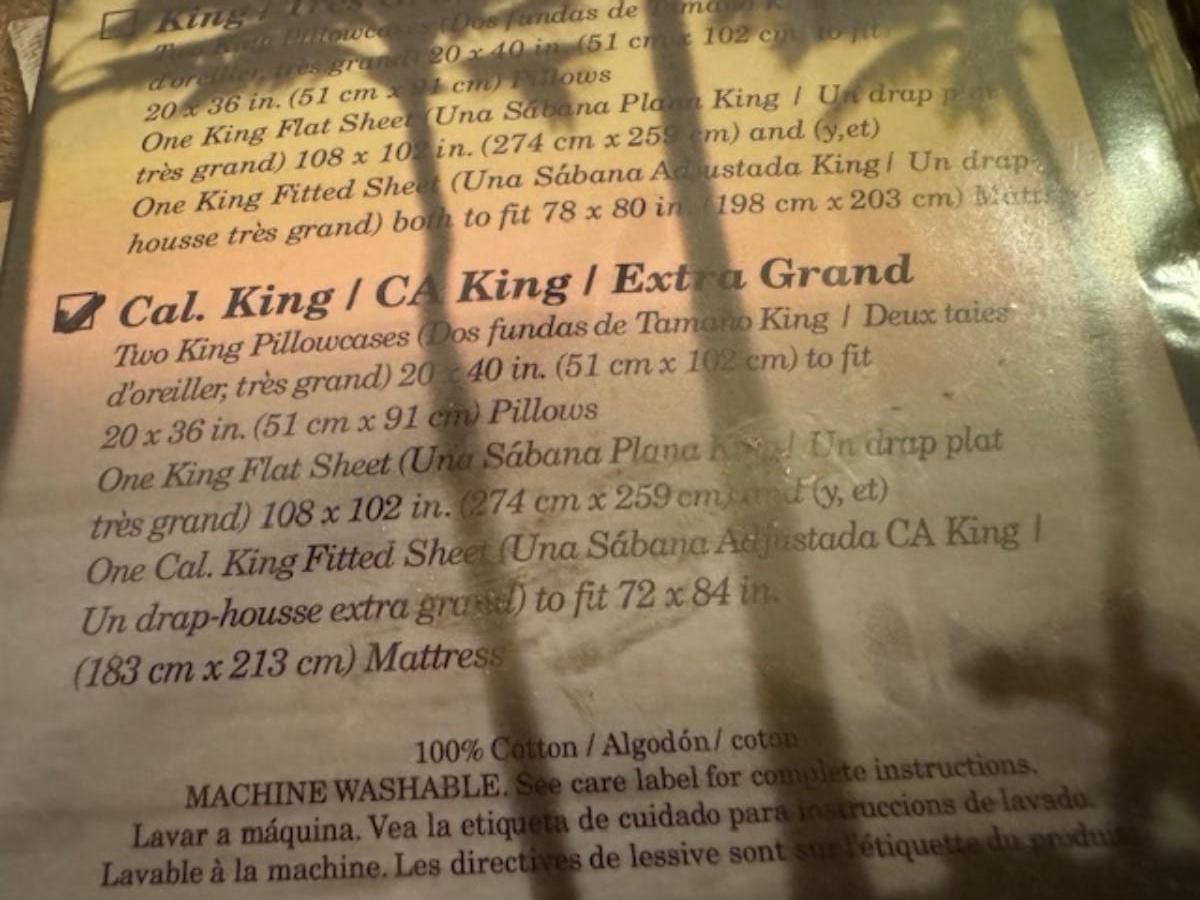 King / Très Gr
Two King Pillowcases (Dos fundas de Tamano K
d'oreiller, très grand) 20 x 40 in. (51 cm x 102 cm) to fit
20 x 36 in. (51 cm x 91 cm) Pillows
One King Flat Sheet (Una Sábana Plana King / Un drap plat
très grand) 108 x 102 in. (274 cm x 259 cm) and (y,et)
One King Fitted Sheet (Una Sábana Adjustada King / Un drap-
housse très grand) both to fit 78 x 80 in. (198 cm x 203 cm) Matt
Cal. King / CA King / Extra Grand
Two King Pillowcases (Dos fundas de Tamano King / Deux taies
d'oreiller, très grand) 20 x 40 in. (51 cm x 102 cm) to fit
20 x 36 in. (51 cm x 91 cm) Pillows
One King Flat Sheet (Una Sábana Plana King / Un drap plat
très grand) 108 x 102 in. (274 cm x 259 cm) and (y, et)
One Cal. King Fitted Sheet (Una Sábana Adjustada CA King /
Un drap-housse extra grand) to fit 72 x 84 in.
(183 cm x 213 cm) Mattress
100% Cotton / Algodón / coton
MACHINE WASHABLE. See care label for complete instructions.
Lavar a máquina. Vea la etiqueta de cuidado para instruccions de lavado.
Lavable à la machine. Les directives de lessive sont sur l'étiquette du produit